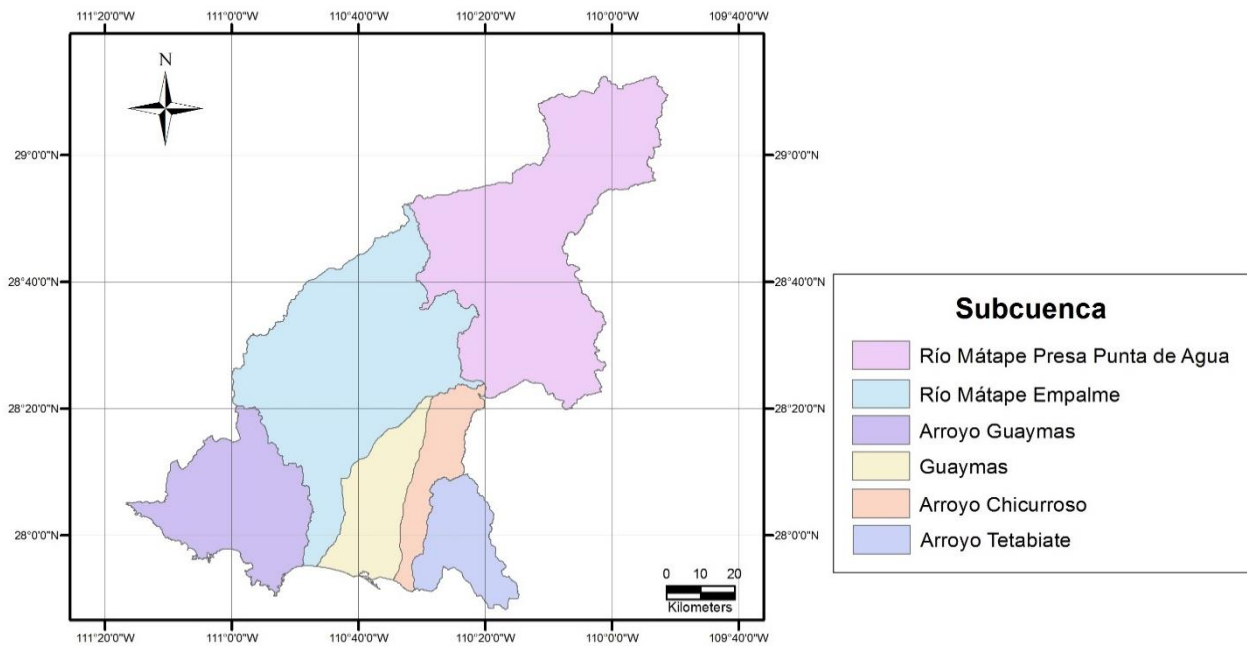 111°20'0"W 111°0'0"W 110°40'0"W 110°20'0"W 110°0'0"W 109°40'0"W
N
29°0'0"N 29°0'0"N
28°40'0"N 28°40'0"N
Subcuenca
Río Mátape Presa Punta de Agua
Río Mátape Empalme
28°20'0"N 28°20'0"N
Arroyo Guaymas
Guaymas
Arroyo Chicurroso
28°0'0"N 28°0'0"N
Arroyo Tetabiate
0 10 20
Kilometers
111°20'0"W 111°0'0"W 110°40'0"W 110°20'0"W 110°0'0"W 109°40'0"W